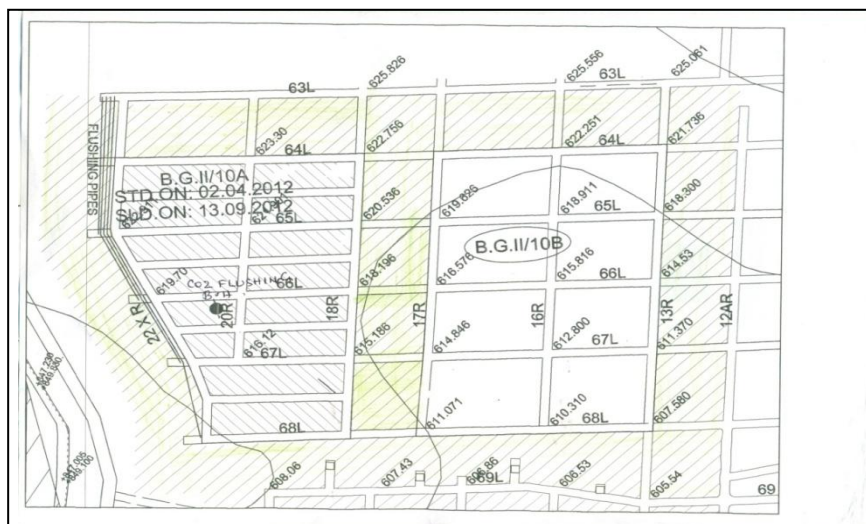 63L
625.826
625.556
63L
625.061
FLUSHING PIPES
623.30
64L
622.756
622.251
64L
621.736
B.G.II/10A
STD.ON: 02.04.2012
SLD.ON: 13.09.2012
65L
620.536
619.626
618.911
65L
618.300
B.G.II/10B
619.70
CO2 FLUSHING
B.H
66L
618.196
616.576
615.816
66L
614.53
22 X R
20R
18R
17R
16R
13R
12AR
616.12
67L
615.186
614.846
612.800
67L
611.370
68L
611.071
610.310
68L
607.580
608.06
607.43
606.86
69L
606.53
605.54
69